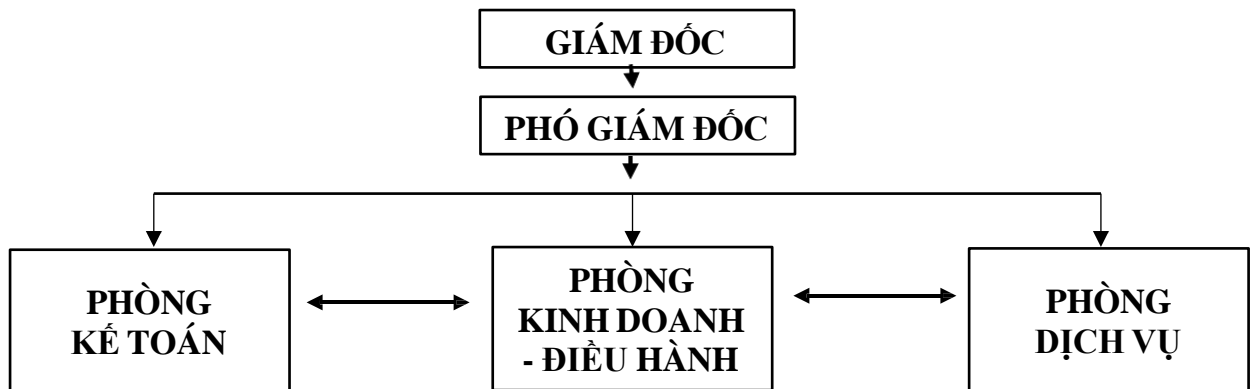 GIÁM ĐỐC
PHÓ GIÁM ĐỐC
PHÒNG
KẾ TOÁN
PHÒNG
KINH DOANH
- ĐIỀU HÀNH
PHÒNG
DỊCH VỤ